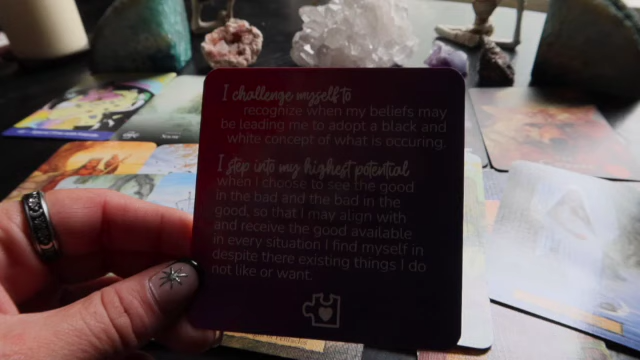 I challenge myself to
recognize when my beliefs may
be leading me to adopt a black and
white concept of what is occuring.
I step into my highest potential
when I choose to see the good
in the bad and the bad in the
good, so that I may align with
and receive the good available
in every situation I find myself in
despite there existing things I do
not like or want.